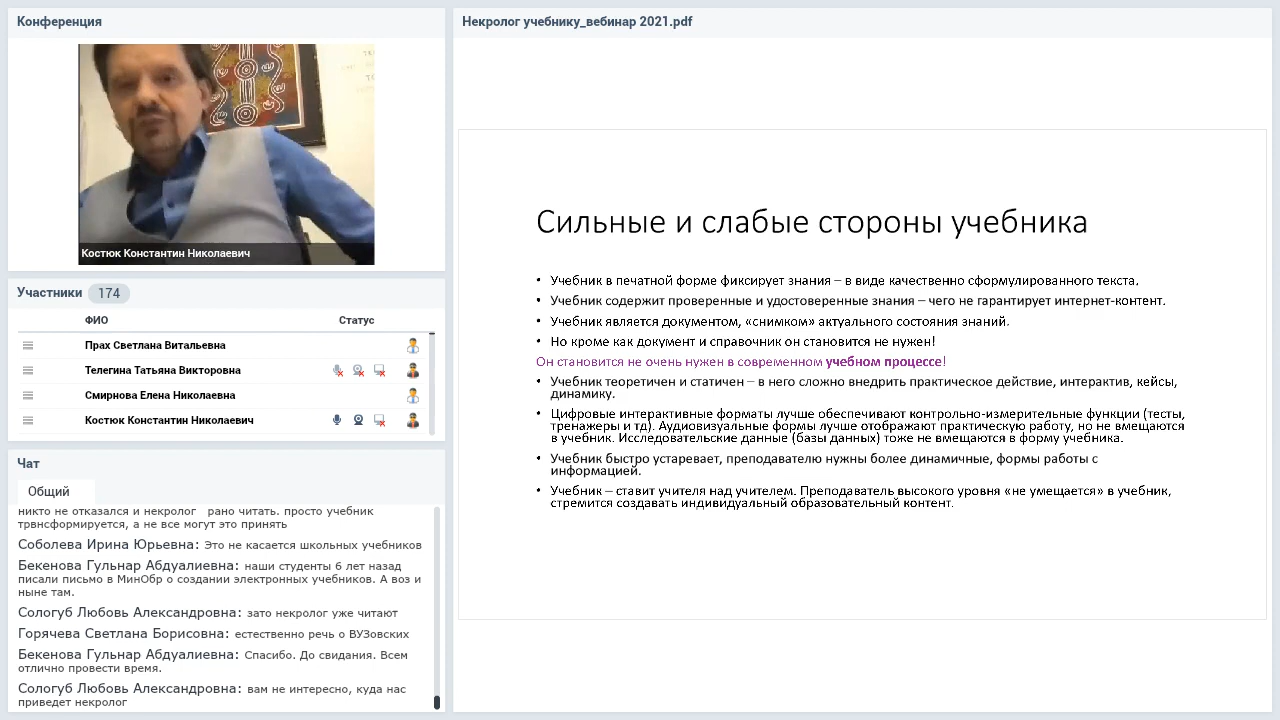 Конференция
Костюк Константин Николаевич
Участники 174
ФИО Статус
Прах Светлана Витальевна
Телегина Татьяна Викторовна
Смирнова Елена Николаевна
Костюк Константин Николаевич
Чат
Общий
никто не отказался и некролог рано читать. просто учебник
трвнсформируется, а не все могут это принять
Соболева Ирина Юрьевна: Это не касается школьных учебников
Бекенова Гульнар Абдуалиевна: наши студенты 6 лет назад
писали письмо в МинОбр о создании электронных учебников. А воз и
ныне там.
Сологуб Любовь Александровна: зато некролог уже читают
Горячева Светлана Борисовна: естественно речь о ВУЗовских
Бекенова Гульнар Абдуалиевна: Спасибо. До свидания. Всем
отлично провести время.
Сологуб Любовь Александровна: вам не интересно, куда нас
приведет некролог
Некролог учебнику_вебинар 2021.pdf
Сильные и слабые стороны учебника
• Учебник в печатной форме фиксирует знания – в виде качественно сформулированного текста.
• Учебник содержит проверенные и удостоверенные знания – чего не гарантирует интернет-контент.
• Учебник является документом, «снимком» актуального состояния знаний.
• Но кроме как документ и справочник он становится не нужен!
Он становится не очень нужен в современном учебном процессе!
• Учебник теоретичен и статичен – в него сложно внедрить практическое действие, интерактив, кейсы,
динамику.
• Цифровые интерактивные форматы лучше обеспечивают контрольно-измерительные функции (тесты,
тренажеры и тд). Аудиовизуальные формы лучше отображают практическую работу, но не вмещаются
в учебник. Исследовательские данные (базы данных) тоже не вмещаются в форму учебника.
• Учебник быстро устаревает, преподавателю нужны более динамичные, формы работы с
информацией.
• Учебник – ставит учителя над учителем. Преподаватель высокого уровня «не умещается» в учебник,
стремится создавать индивидуальный образовательный контент.